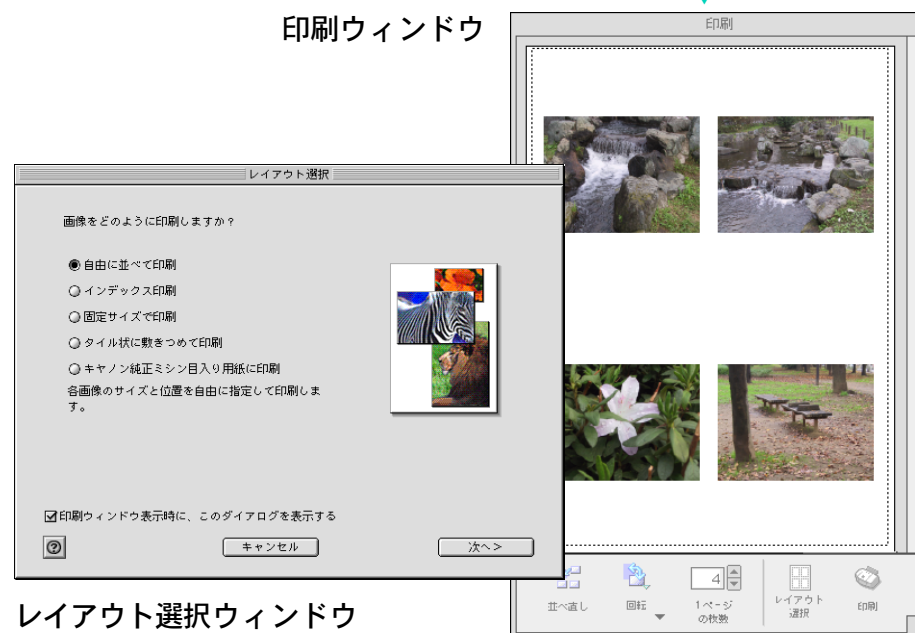 印刷ウィンドウ
印刷
レイアウト選択
画像をどのように印刷しますか？
自由に並べて印刷
インデックス印刷
固定サイズで印刷
タイル状に敷きつめて印刷
キヤノン純正ミシン目入り用紙に印刷
各画像のサイズと位置を自由に指定して印刷しま
す。
印刷ウィンドウ表示時に、このダイアログを表示する
?
キャンセル
次へ>
並べ直し
回転
4
1ページ
の枚数
レイアウト
選択
印刷
レイアウト選択ウィンドウ